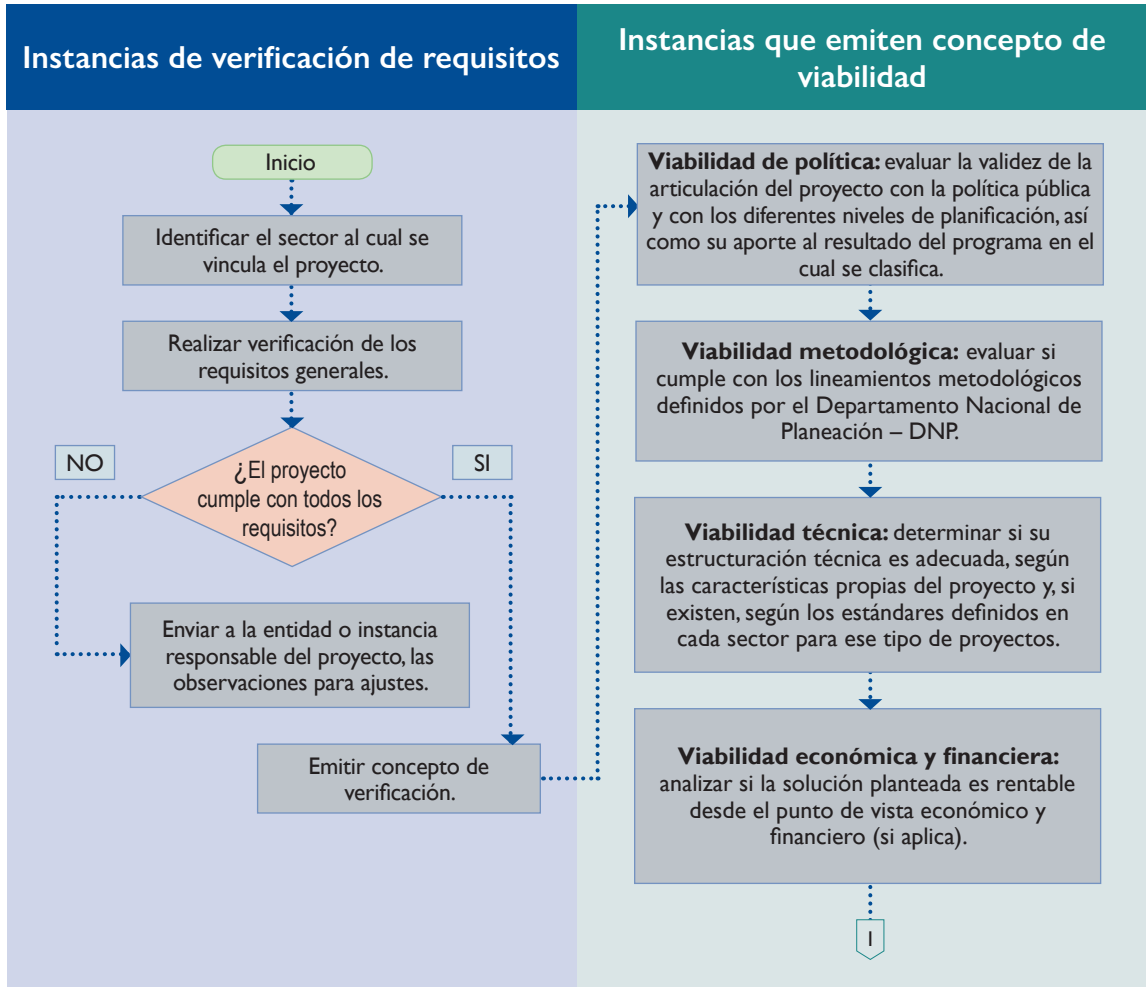 Instancias de verificación de requisitos
Inicio
Identificar el sector al cual se
vincula el proyecto.
Realizar verificación de los
requisitos generales.
¿El proyecto
cumple con todos los
requisitos?
NO
SI
Enviar a la entidad o instancia
responsable del proyecto, las
observaciones para ajustes.
Emitir concepto de
verificación.
Instancias que emiten concepto de
viabilidad
Viabilidad de política: evaluar la validez de la
articulación del proyecto con la política pública
y con los diferentes niveles de planificación, así
como su aporte al resultado del programa en el
cual se clasifica.
Viabilidad metodológica: evaluar si
cumple con los lineamientos metodológicos
definidos por el Departamento Nacional de
Planeación – DNP.
Viabilidad técnica: determinar si su
estructuración técnica es adecuada, según
las características propias del proyecto y, si
existen, según los estándares definidos en
cada sector para ese tipo de proyectos.
Viabilidad económica y financiera:
analizar si la solución planteada es rentable
desde el punto de vista económico y
financiero (si aplica).
1